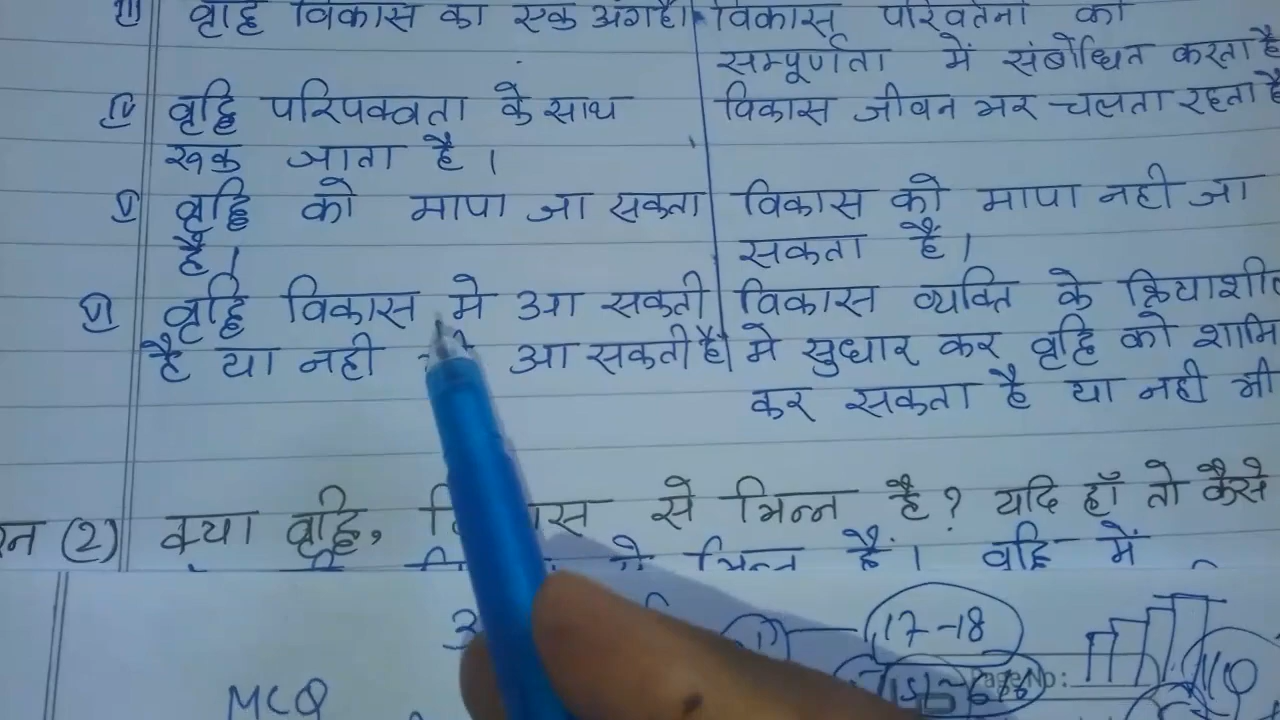 III वृद्धि विकास का एक अंग है। विकास परिवर्तनों को
सम्पूर्णता में संबोधित करता है
IV वृद्धि परिपक्वता के साथ विकास जीवन भर चलता रहता है
रुक जाता है।
V वृद्धि को मापा जा सकता विकास को मापा नही जा
है। सकता है।
VI वृद्धि विकास मे आ सकती विकास व्यक्ति के क्रियाशील
है या नही आ सकती है। मे सुधार कर वृद्धि को शामि
कर सकता है या नही भी
(2) क्या वृद्धि, से भिन्न है? यदि हाँ तो कैसे
भिन्न है। वृद्धि में
17-18
MCQ